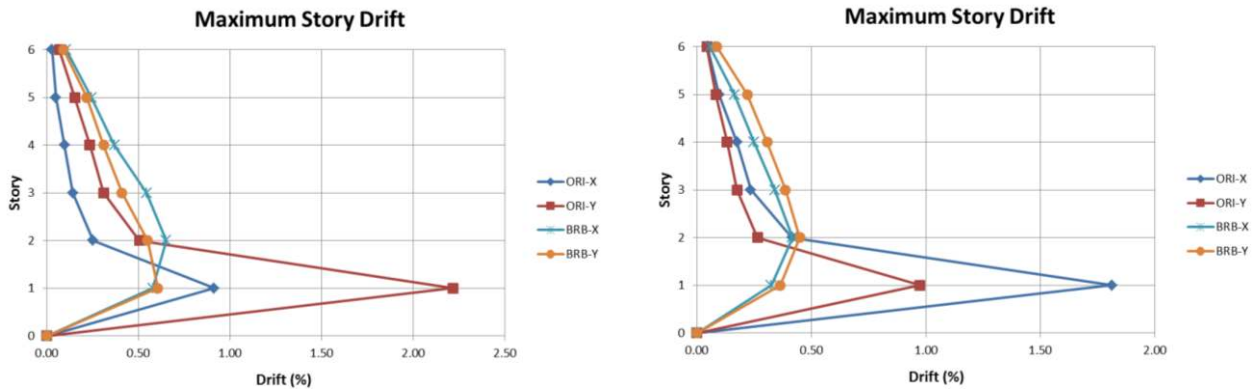 Maximum Story Drift
6
5
4
3
2
1
0
Story
0.00 0.50 1.00 1.50 2.00 2.50
Drift (%)
ORI-X
ORI-Y
BRB-X
BRB-Y
Maximum Story Drift
6
5
4
3
2
1
0
Story
0.00 0.50 1.00 1.50 2.00
Drift (%)
ORI-X
ORI-Y
BRB-X
BRB-Y